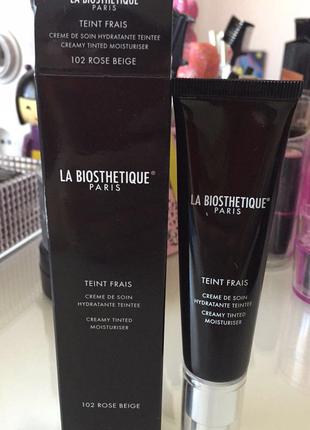 LA BIOSTHETIQUE
PARIS
TEINT FRAIS
CREME DE SOIN HYDRATANTE TEINTEE
CREAMY TINTED MOISTURISER
102 ROSE BEIGE
LA BIOSTHETIQUE®
PARIS
TEINT FRAIS
CREME DE SOIN
HYDRATANTE TEINTEE
CREAMY TINTED
MOISTURISER
102 ROSE BEIGE
LA BIOSTHETIQUE®
PARIS
TEINT FRAIS
CREME DE SOIN
HYDRATANTE TEINTEE
CREAMY TINTED
MOISTURISER